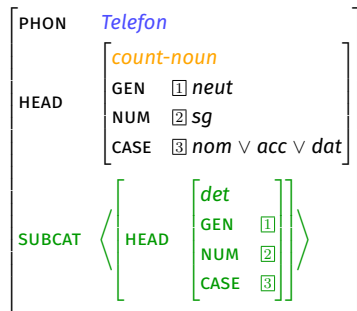 PHON Telefon
count-noun
GEN 1 neut
HEAD
NUM 2 sg
CASE 3 nom ∨ acc ∨ dat
det
GEN 1
SUBCAT ⟨ HEAD ⟩
NUM 2
CASE 3